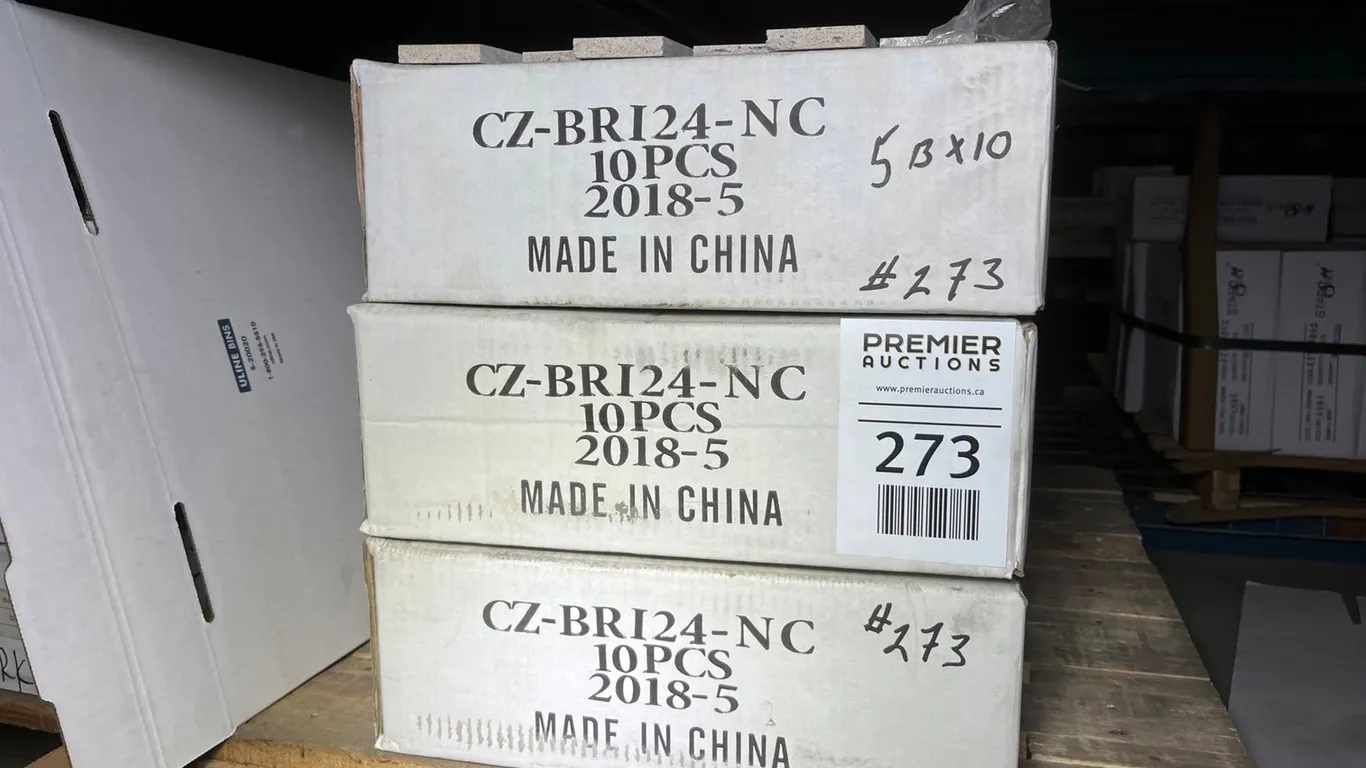 CZ-BRI24-NC
10PCS
2018-5
MADE IN CHINA
5 B X 10
#273
CZ-BRI24-NC
10PCS
2018-5
MADE IN CHINA
PREMIER
AUCTIONS
www.premierauctions.ca
273
CZ-BRI24-NC
10PCS
2018-5
MADE IN CHINA
#273
ULINE BINS
S-20020